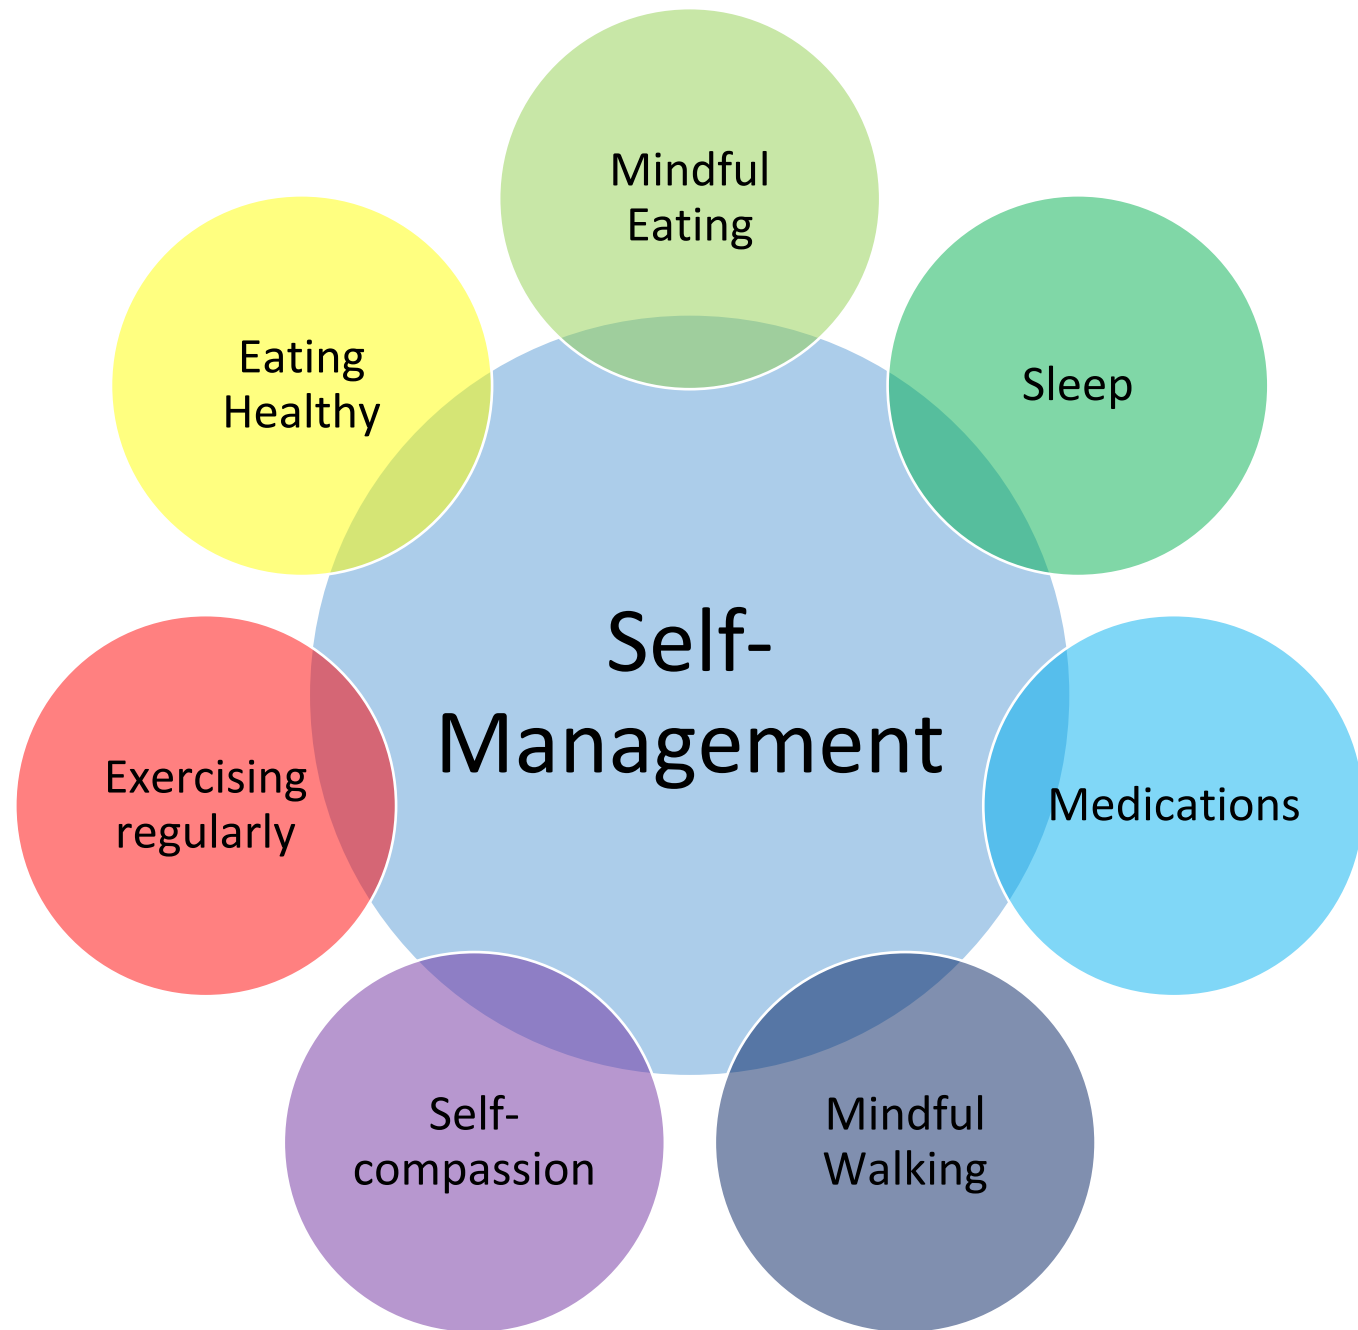 Mindful
Eating
Sleep
Medications
Mindful
Walking
Self-
compassion
Exercising
regularly
Eating
Healthy
Self-
Management